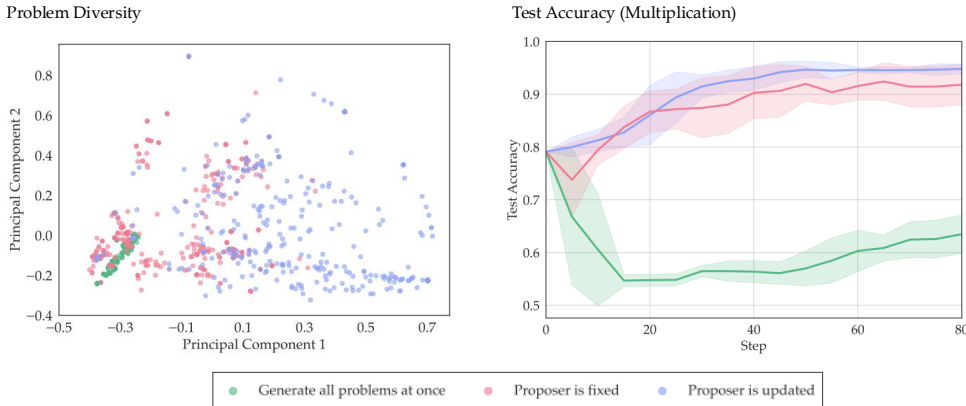 Problem Diversity
Test Accuracy (Multiplication)
Principal Component 2
0.8
0.6
0.4
0.2
0.0
−0.2
−0.4
−0.5
−0.3
−0.1
0.1
0.3
0.5
0.7
Principal Component 1
Test Accuracy
1.0
0.9
0.8
0.7
0.6
0.5
0
20
40
60
80
Step
Generate all problems at once
Proposer is fixed
Proposer is updated